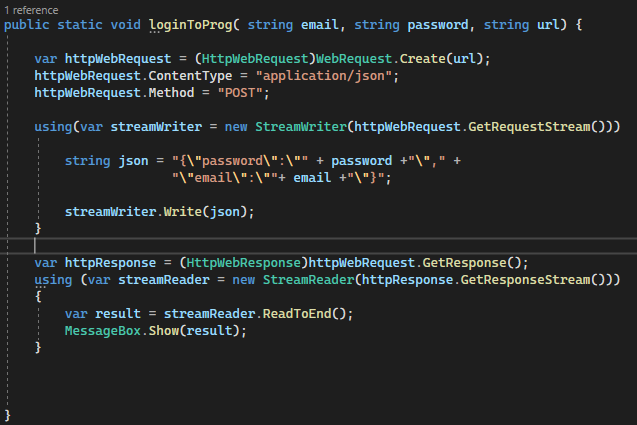 1 reference
public static void loginToProg( string email, string password, string url) {
var httpWebRequest = (HttpWebRequest)WebRequest.Create(url);
httpWebRequest.ContentType = "application/json";
httpWebRequest.Method = "POST";
using(var streamWriter = new StreamWriter(httpWebRequest.GetRequestStream()))
string json = "{\"password\":\"" + password +"\"," +
"\"email\":\""+ email +"\"}";
streamWriter.Write(json);
}
var httpResponse = (HttpWebResponse)httpWebRequest.GetResponse();
using (var streamReader = new StreamReader(httpResponse.GetResponseStream()))
{
var result = streamReader.ReadToEnd();
MessageBox.Show(result);
}
}